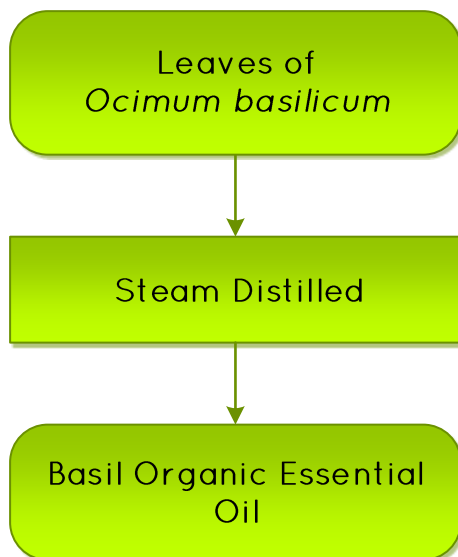 Leaves of
Ocimum basilicum
Steam Distilled
Basil Organic Essential
Oil